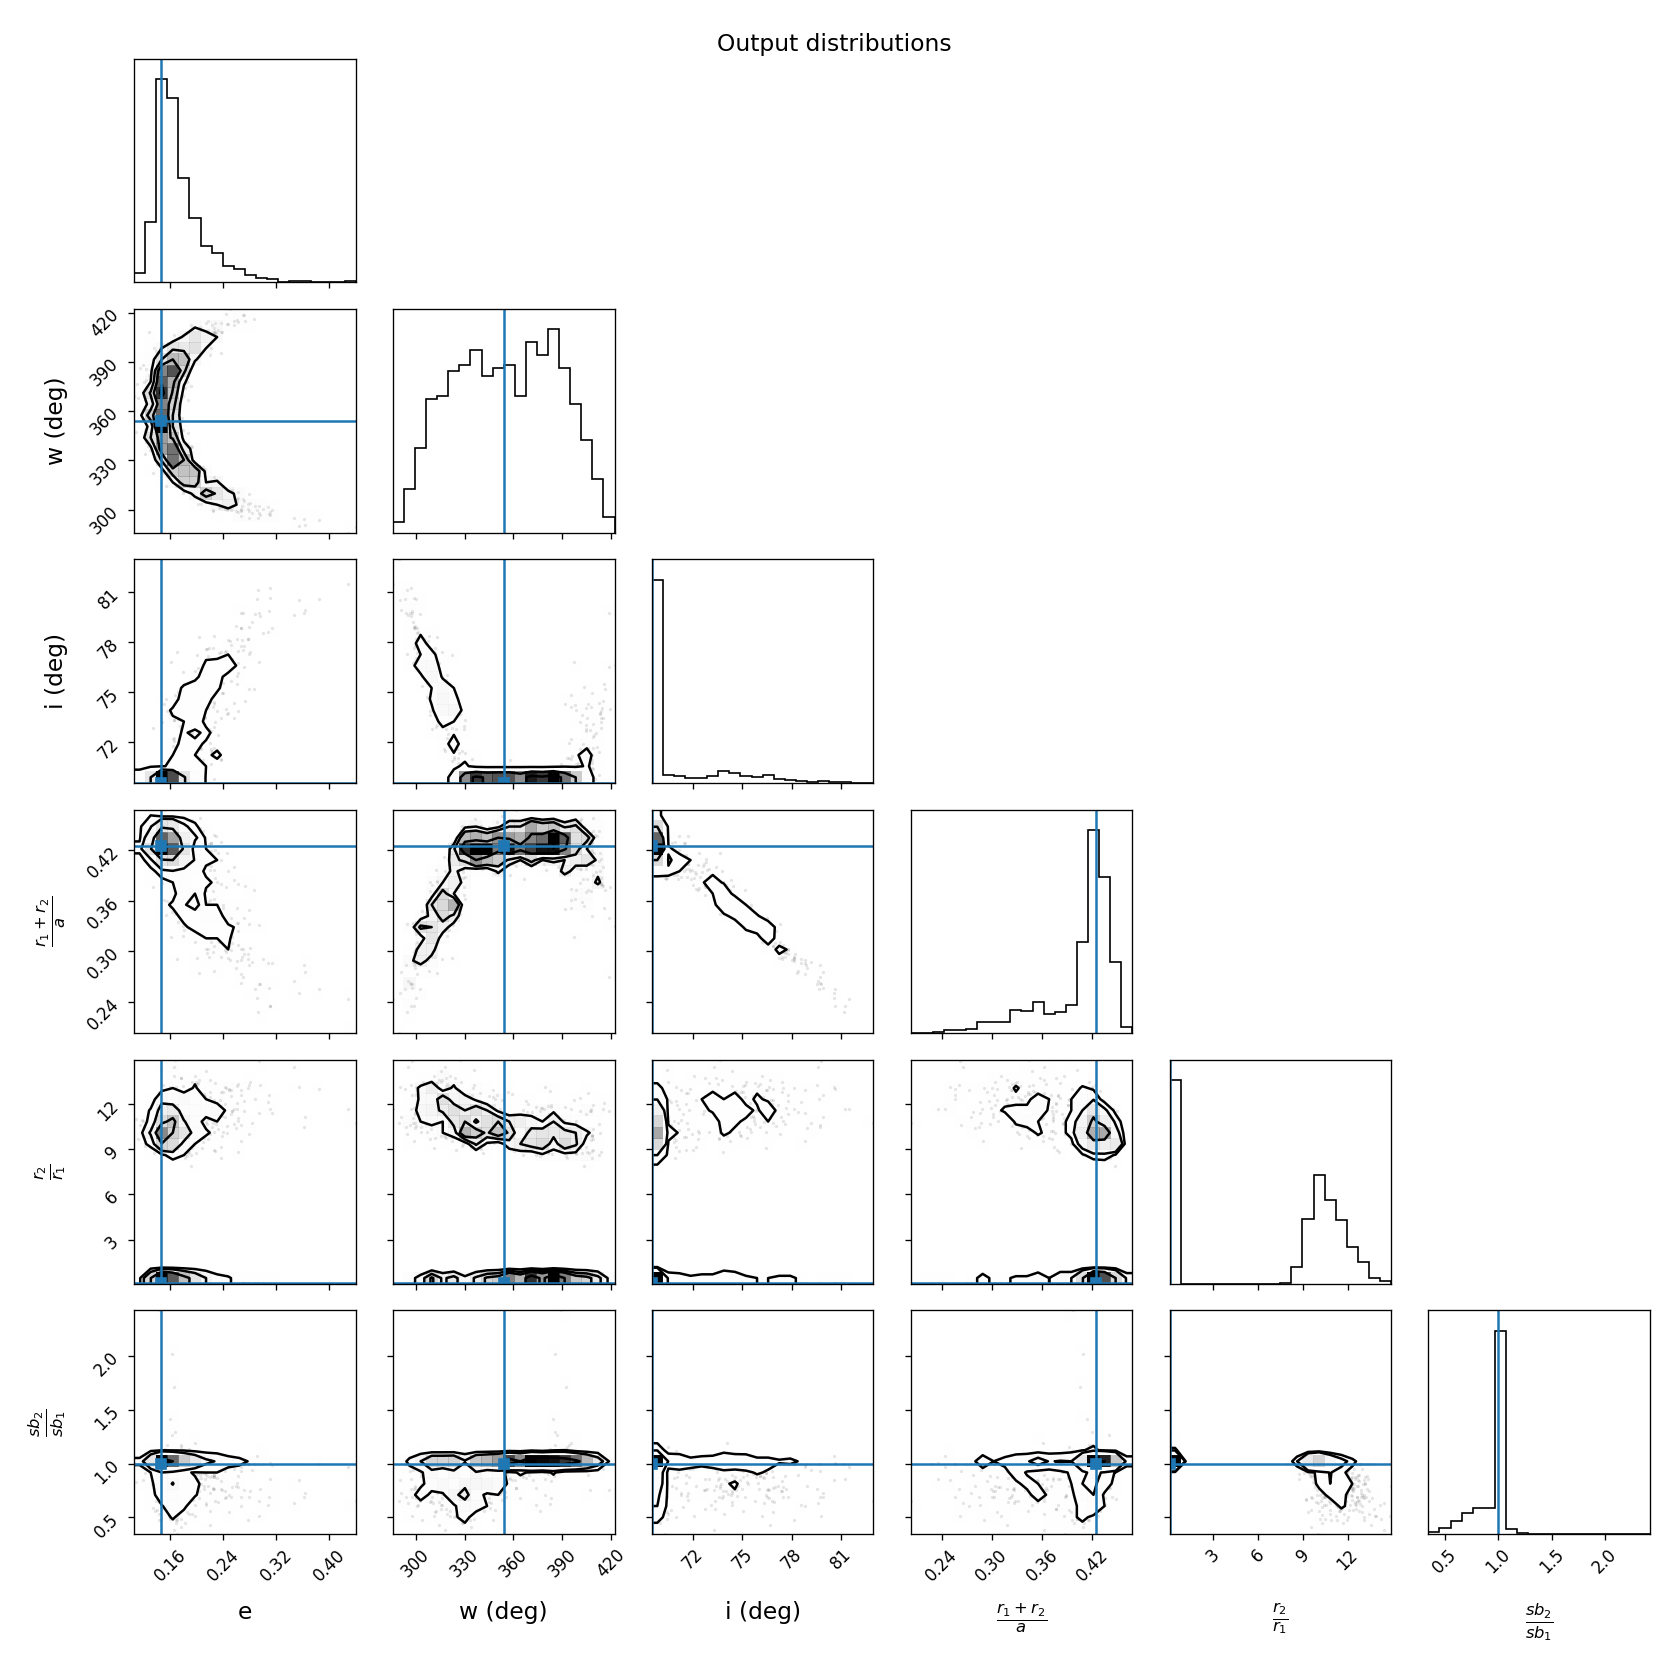 Output distributions
420
390
360
330
300
w (deg)
81
78
75
72
i (deg)
0.42
0.36
0.30
0.24
r₁ + r₂
a
12
9
6
3
r₂
r₁
2.0
1.5
1.0
0.5
sb₂
sb₁
0.16 0.24 0.32 0.40
300 330 360 390 420
72 75 78 81
0.24 0.30 0.36 0.42
3 6 9 12
0.5 1.0 1.5 2.0
e
w (deg)
i (deg)
r₁ + r₂
a
r₂
r₁
sb₂
sb₁